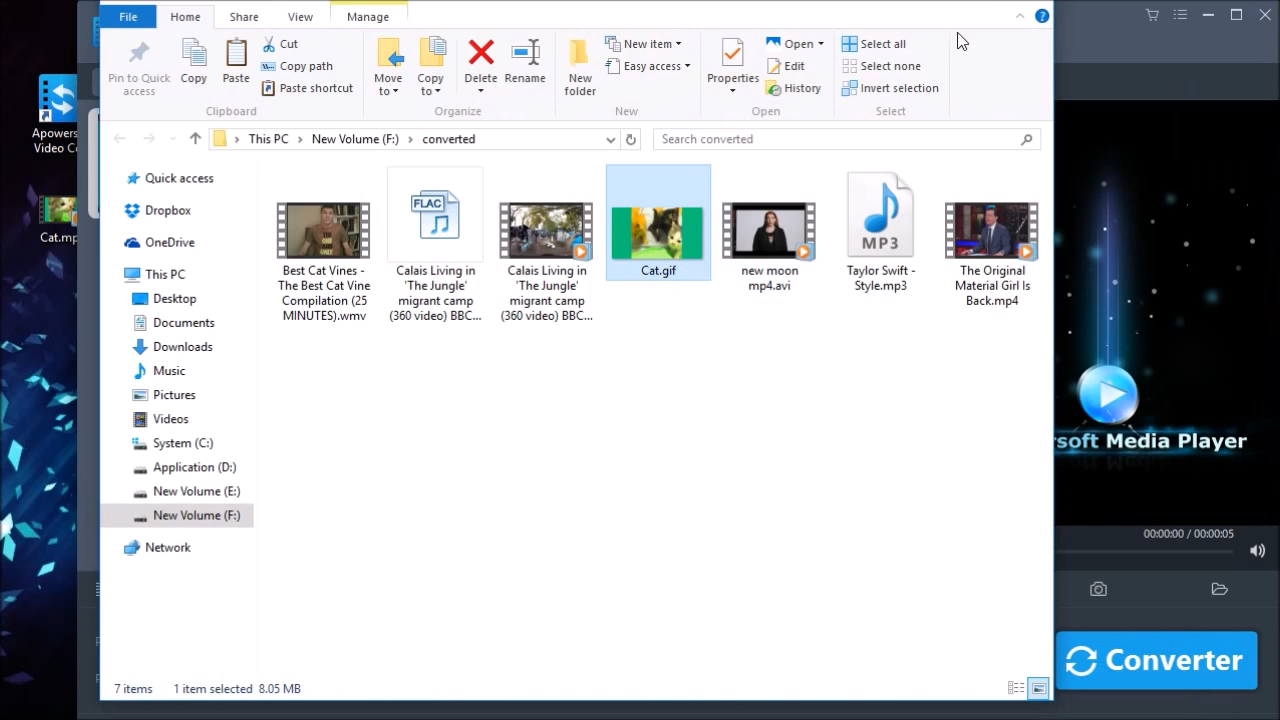 File
Home
Share
View
Manage
Pin to Quick
access
Copy
Paste
Cut
Copy path
Paste shortcut
Clipboard
Move
to
Copy
to
Delete
Rename
Organize
New
folder
New item
Easy access
New
Properties
Open
Edit
History
Open
Select all
Select none
Invert selection
Select
This PC
New Volume (F:)
converted
Search converted
Quick access
Dropbox
OneDrive
This PC
Desktop
Documents
Downloads
Music
Pictures
Videos
System (C:)
Application (D:)
New Volume (E:)
New Volume (F:)
Network
Best Cat Vines -
The Best Cat Vine
Compilation (25
MINUTES).wmv
FLAC
Calais Living in
'The Jungle'
migrant camp
(360 video) BBC...
Calais Living in
'The Jungle'
migrant camp
(360 video) BBC...
Cat.gif
new moon
mp4.avi
MP3
Taylor Swift -
Style.mp3
The Original
Material Girl Is
Back.mp4
7 items
1 item selected 8.05 MB
Apowers
Video Co
Cat.mp
rsoft Media Player
00:00:00 / 00:00:05
Converter